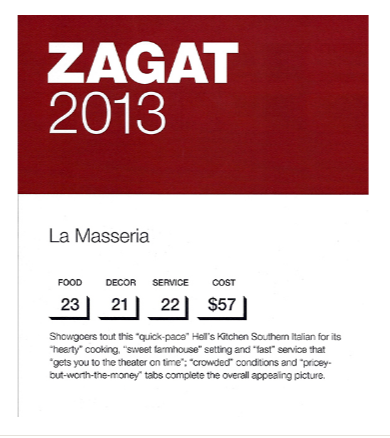 ZAGAT
2013
La Masseria
FOOD DECOR SERVICE COST
23 21 22 $57
Showgoers tout this "quick-pace" Hell's Kitchen Southern Italian for its
"hearty" cooking, "sweet farmhouse" setting and "fast" service that
"gets you to the theater on time"; "crowded" conditions and "pricey-
but-worth-the-money" tabs complete the overall appealing picture.